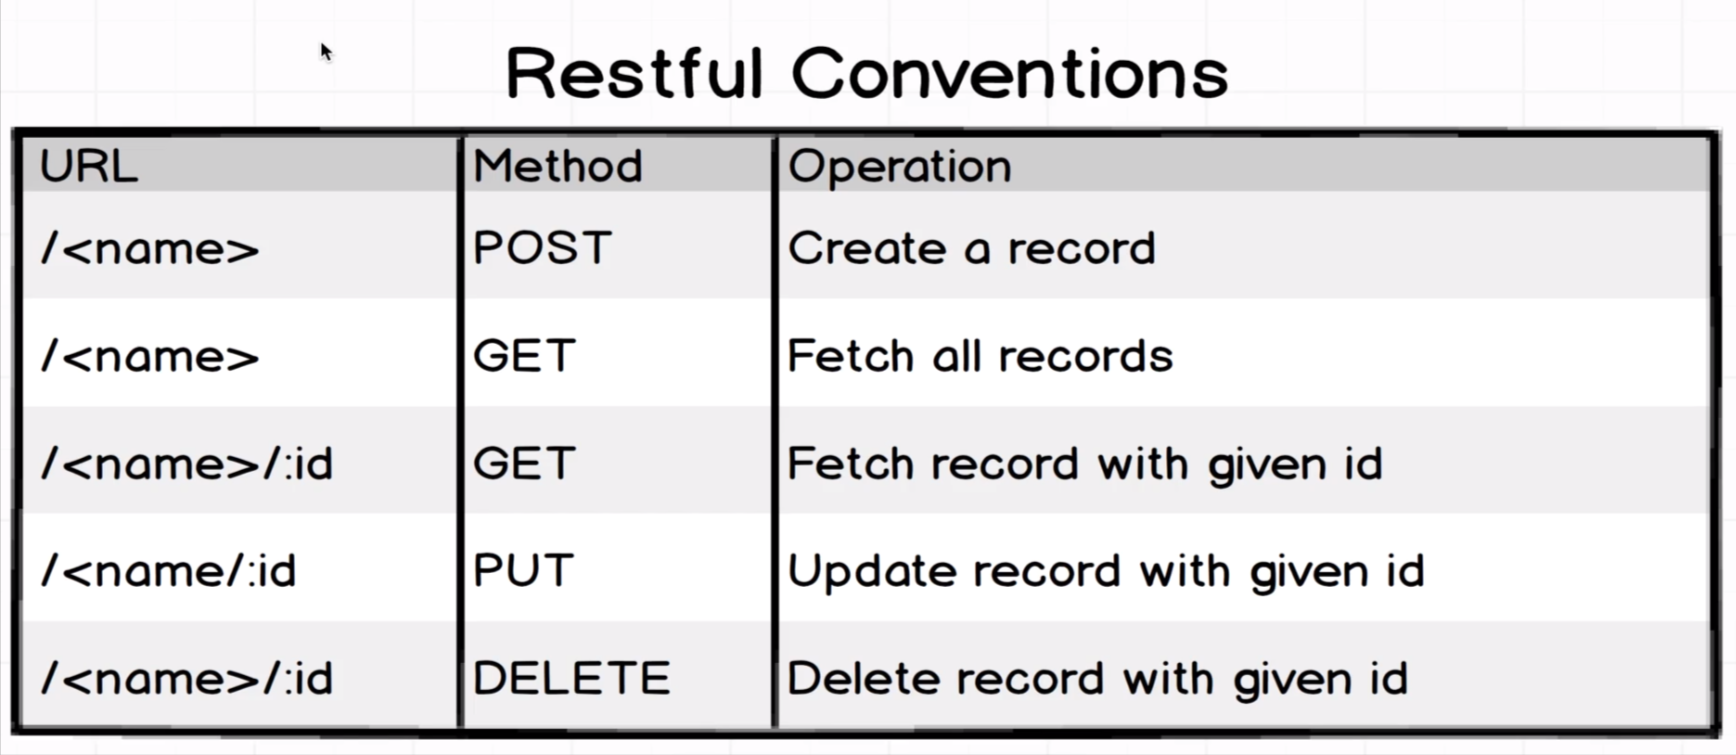 Restful Conventions
URL Method Operation
/<name> POST Create a record
/<name> GET Fetch all records
/<name>/:id GET Fetch record with given id
/<name/:id PUT Update record with given id
/<name>/:id DELETE Delete record with given id